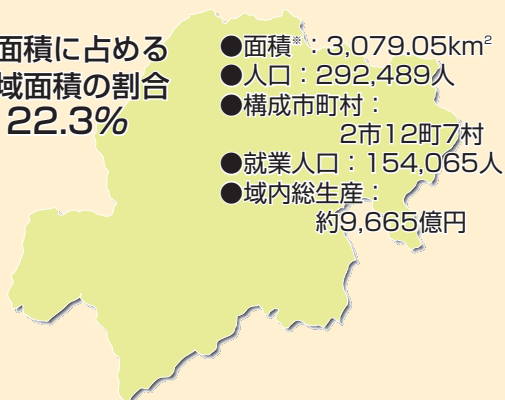 面積に占める
域面積の割合
22.3%
●面積※：3,079.05km²
●人口：292,489人
●構成市町村：
2市12町7村
●就業人口：154,065人
●域内総生産：
約9,665億円